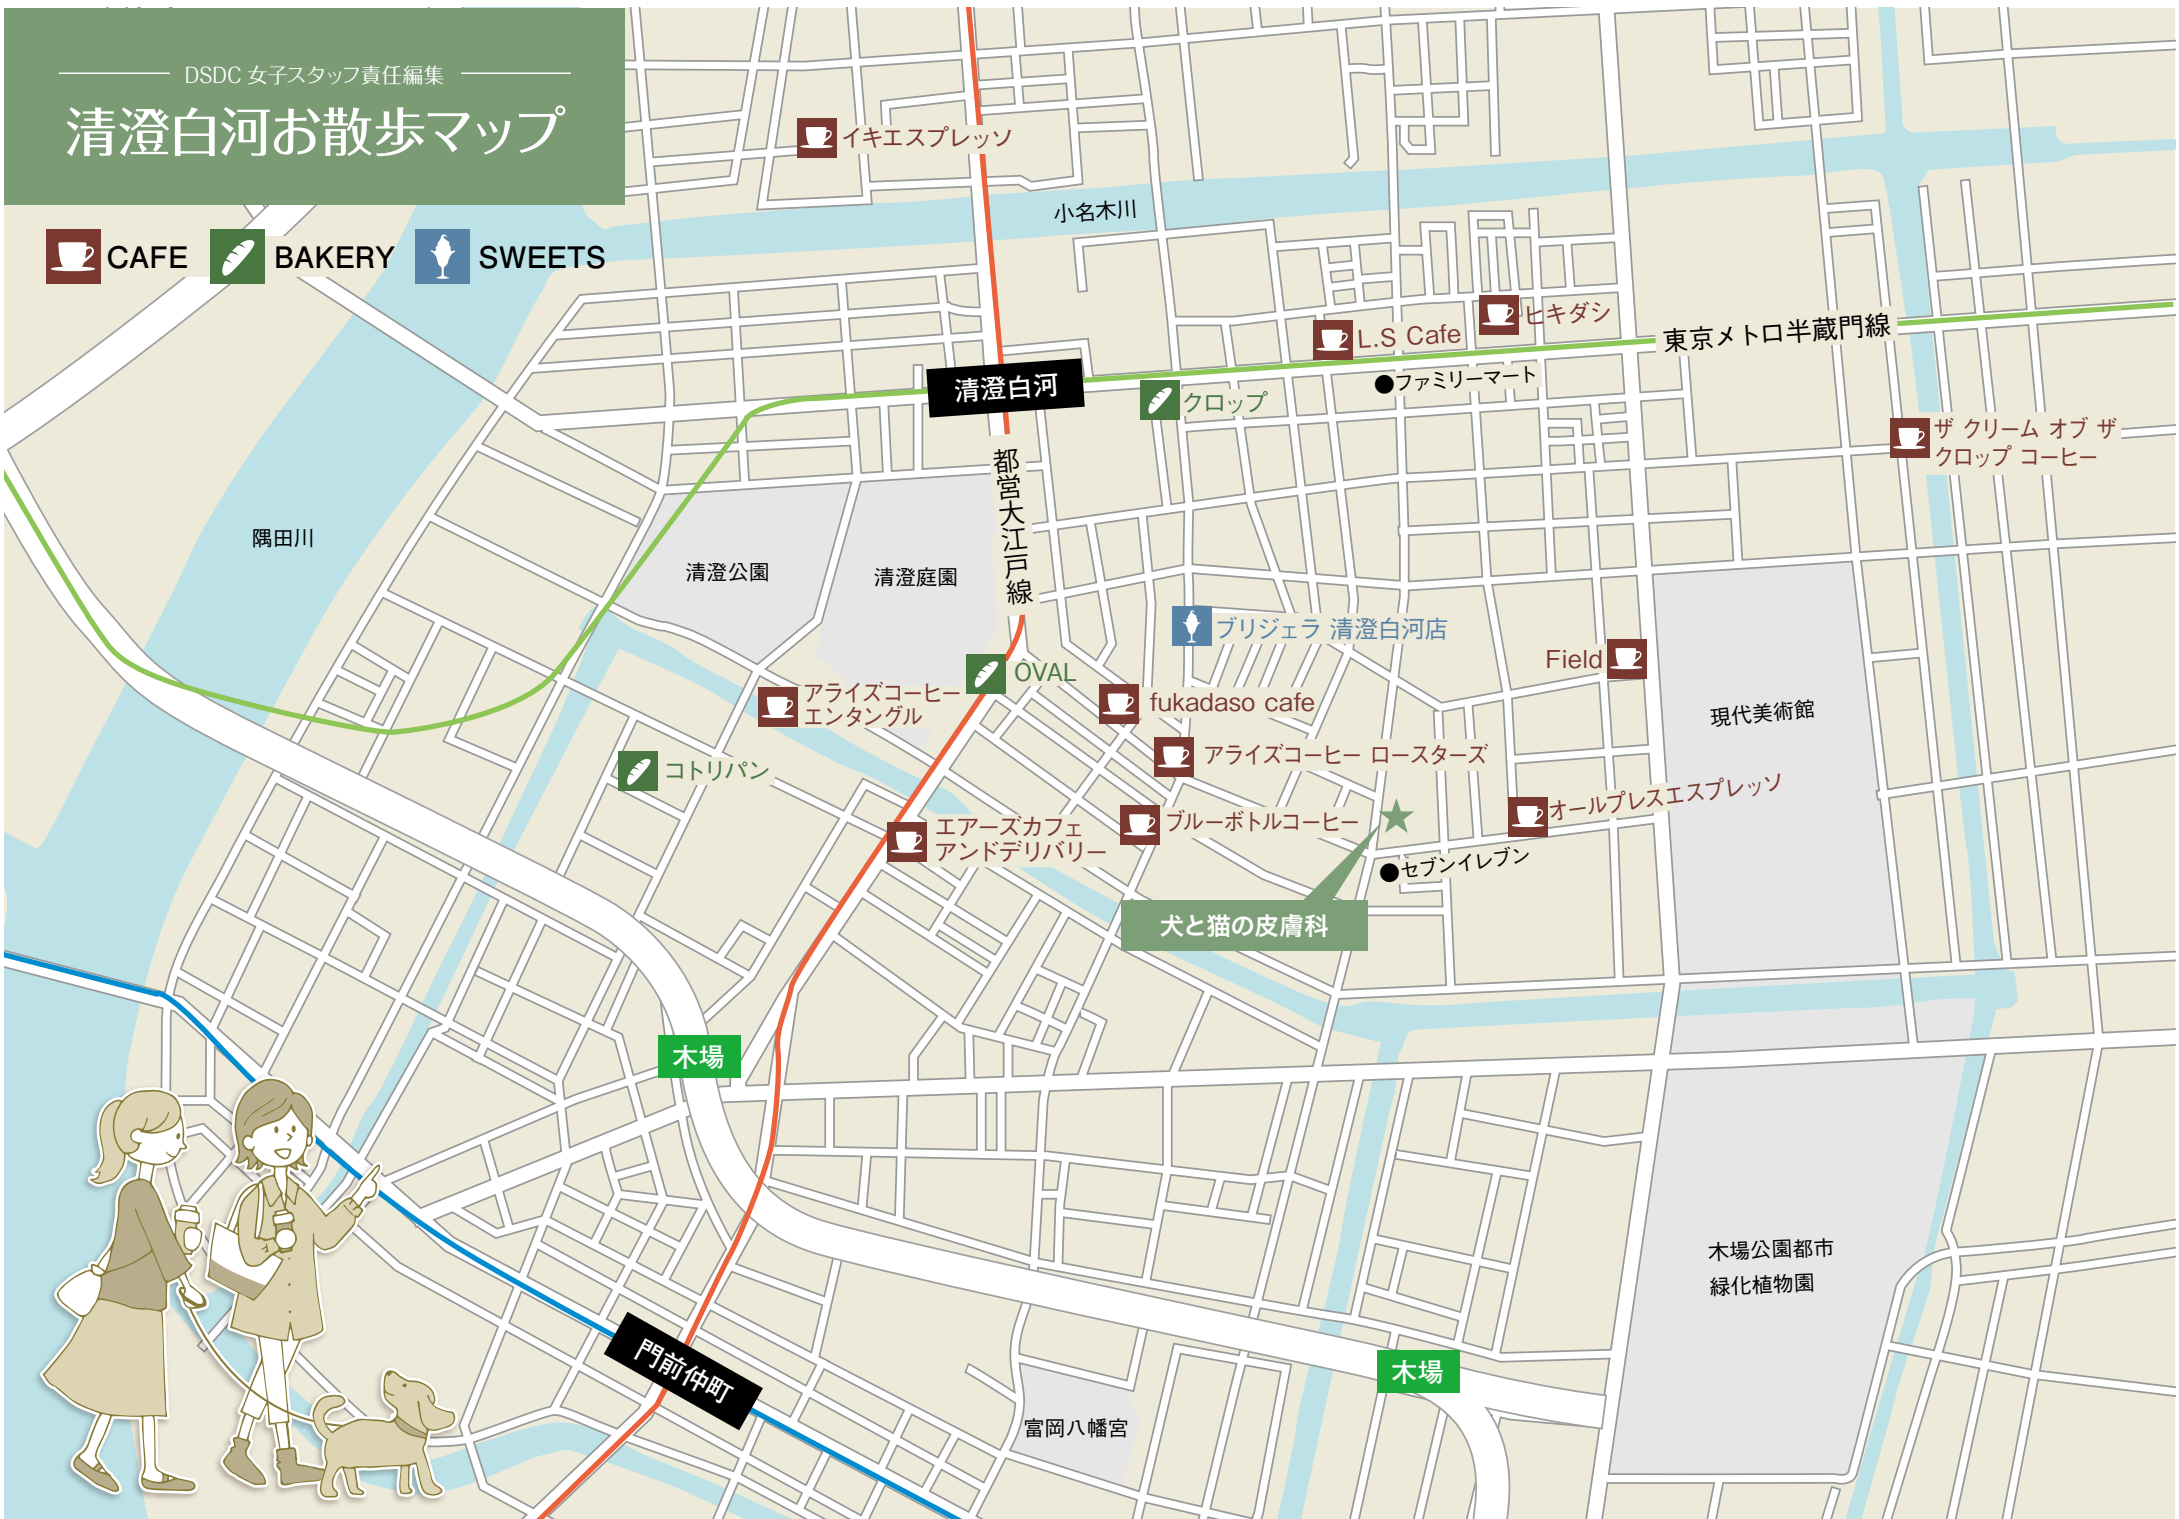 DSDC 女子スタッフ責任編集
清澄白河お散歩マップ
CAFE
BAKERY
SWEETS
イキエスプレッソ
小名木川
ヒキダシ
L.S Cafe
東京メトロ半蔵門線
ファミリーマート
清澄白河
クロップ
ザ クリーム オブ ザ
クロップ コーヒー
都営大江戸線
隅田川
清澄公園
清澄庭園
ブリジェラ 清澄白河店
Field
OVAL
アライズコーヒー
エンタングル
fukadaso cafe
現代美術館
アライズコーヒー ロースターズ
コトリパン
オールプレスエスプレッソ
ブルーボトルコーヒー
エアーズカフェ
アンドデリバリー
セブンイレブン
犬と猫の皮膚科
木場
木場公園都市
緑化植物園
門前仲町
木場
富岡八幡宮